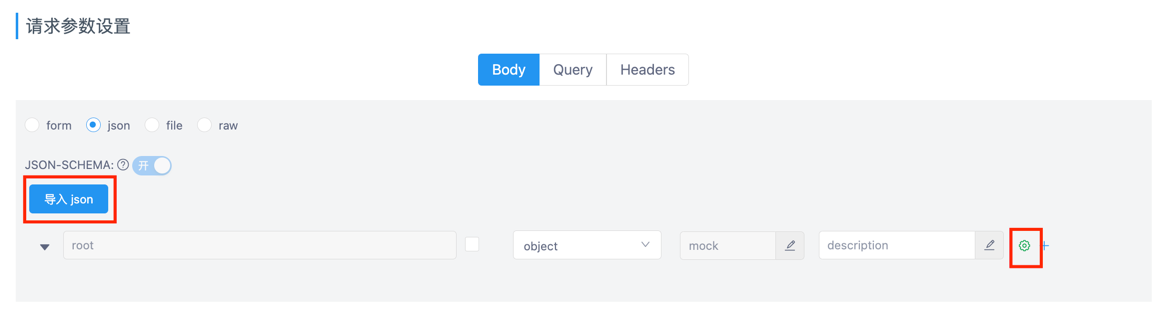 请求参数设置
Body Query Headers
form json file raw
JSON-SCHEMA: ? 开
导入 json
root object mock description